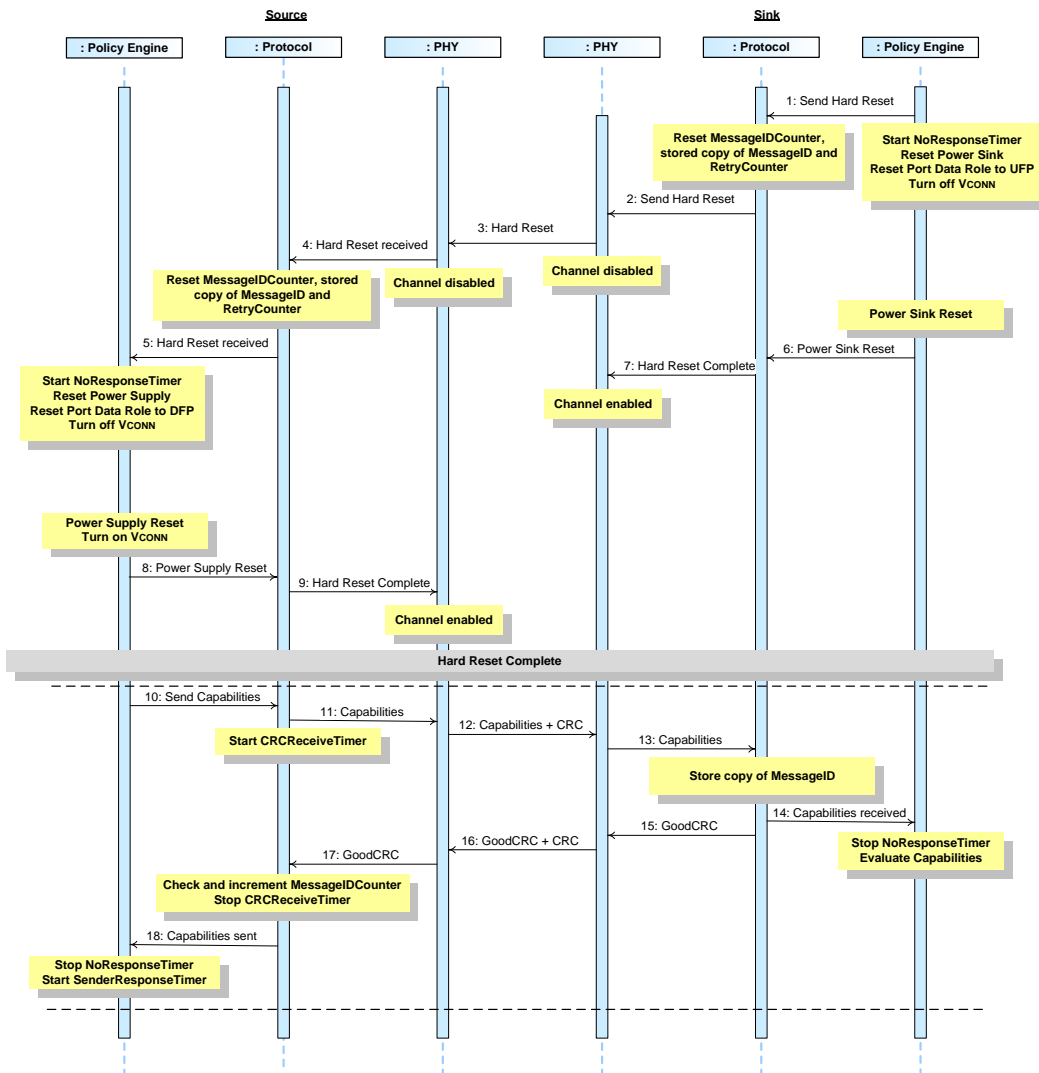 Source
Sink
: Policy Engine
: Protocol
: PHY
: PHY
: Protocol
: Policy Engine
1: Send Hard Reset
Reset MessageIDCounter,
stored copy of MessageID and
RetryCounter
Start NoResponseTimer
Reset Power Sink
Reset Port Data Role to UFP
Turn off VCONN
2: Send Hard Reset
3: Hard Reset
4: Hard Reset received
Channel disabled
Channel disabled
Reset MessageIDCounter, stored
copy of MessageID and
RetryCounter
Power Sink Reset
5: Hard Reset received
6: Power Sink Reset
7: Hard Reset Complete
Start NoResponseTimer
Reset Power Supply
Reset Port Data Role to DFP
Turn off VCONN
Channel enabled
Power Supply Reset
Turn on VCONN
8: Power Supply Reset
9: Hard Reset Complete
Channel enabled
Hard Reset Complete
10: Send Capabilities
11: Capabilities
12: Capabilities + CRC
Start CRCReceiveTimer
13: Capabilities
Store copy of MessageID
14: Capabilities received
15: GoodCRC
16: GoodCRC + CRC
17: GoodCRC
Stop NoResponseTimer
Evaluate Capabilities
Check and increment MessageIDCounter
Stop CRCReceiveTimer
18: Capabilities sent
Stop NoResponseTimer
Start SenderResponseTimer